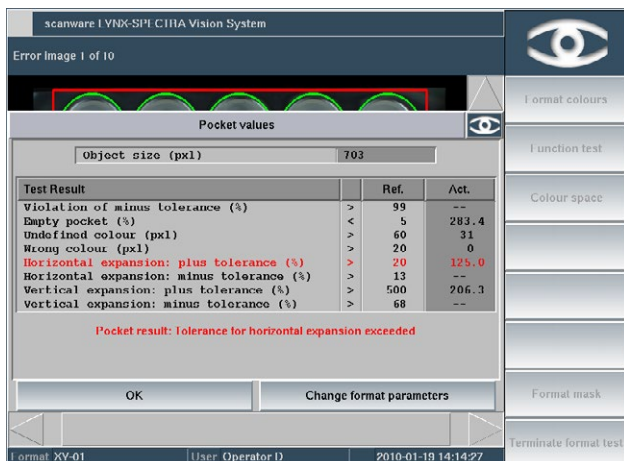 scanware LYNX-SPECTRA Vision System
Error Image 1 of 10
Format colours
Pocket values
Function test
Object size (pxl) 703
Colour space
Test Result Ref. Act.
Violation of minus tolerance (%) > 99 --
Empty pocket (%) < 5 283.4
Undefined colour (pxl) > 60 31
Wrong colour (pxl) > 20 0
Horizontal expansion: plus tolerance (%) > 20 125.0
Horizontal expansion: minus tolerance (%) > 13 --
Vertical expansion: plus tolerance (%) > 500 206.3
Vertical expansion: minus tolerance (%) > 68 --
Pocket result: Tolerance for horizontal expansion exceeded
OK Change format parameters
Format mask
Terminate format test
Format XY-01 User Operator D 2010-01-19 14:14:27